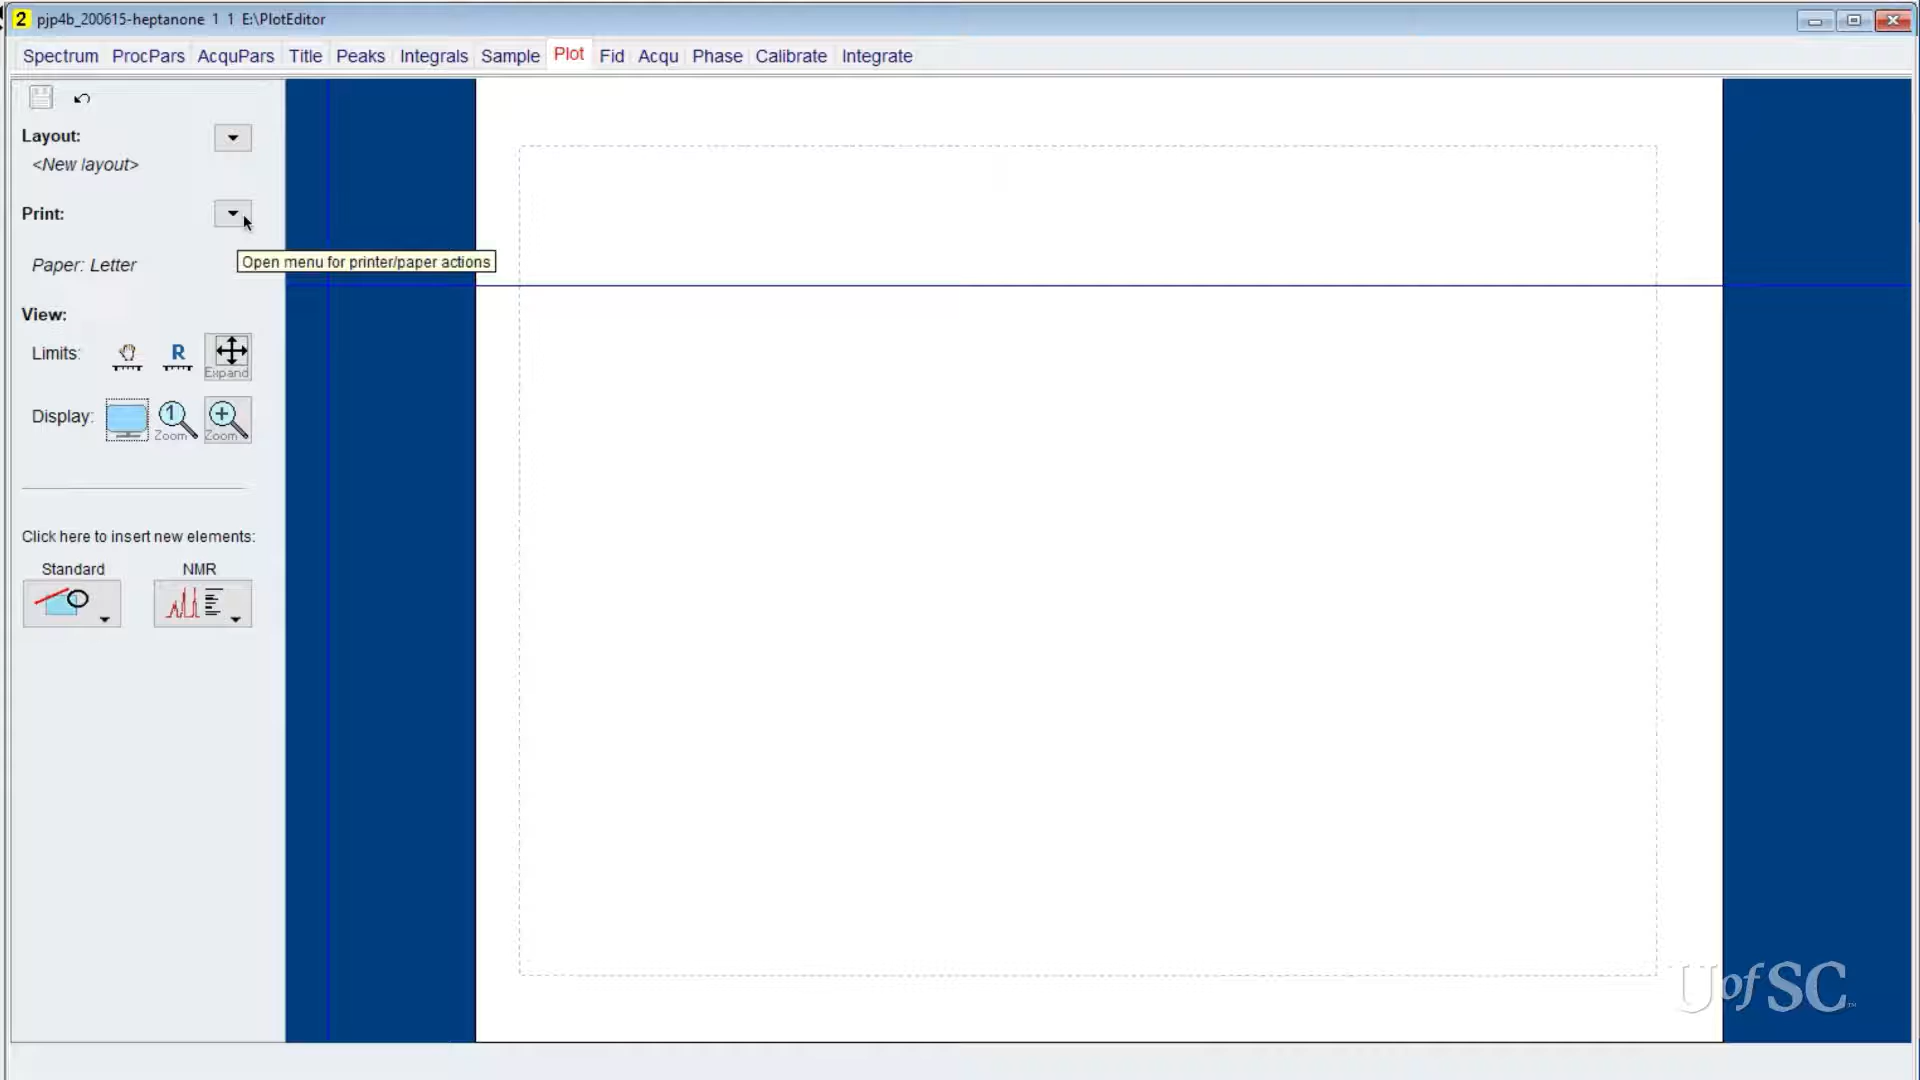 2 pjp4b_200615-heptanone 1 1 E:\PlotEditor
Spectrum ProcPars AcquPars Title Peaks Integrals Sample Plot Fid Acqu Phase Calibrate Integrate
Layout:
<New layout>
Print:
Open menu for printer/paper actions
Paper: Letter
View:
Limits: R Expand
Display: 1 Zoom Zoom
Click here to insert new elements:
Standard NMR
UofSC™